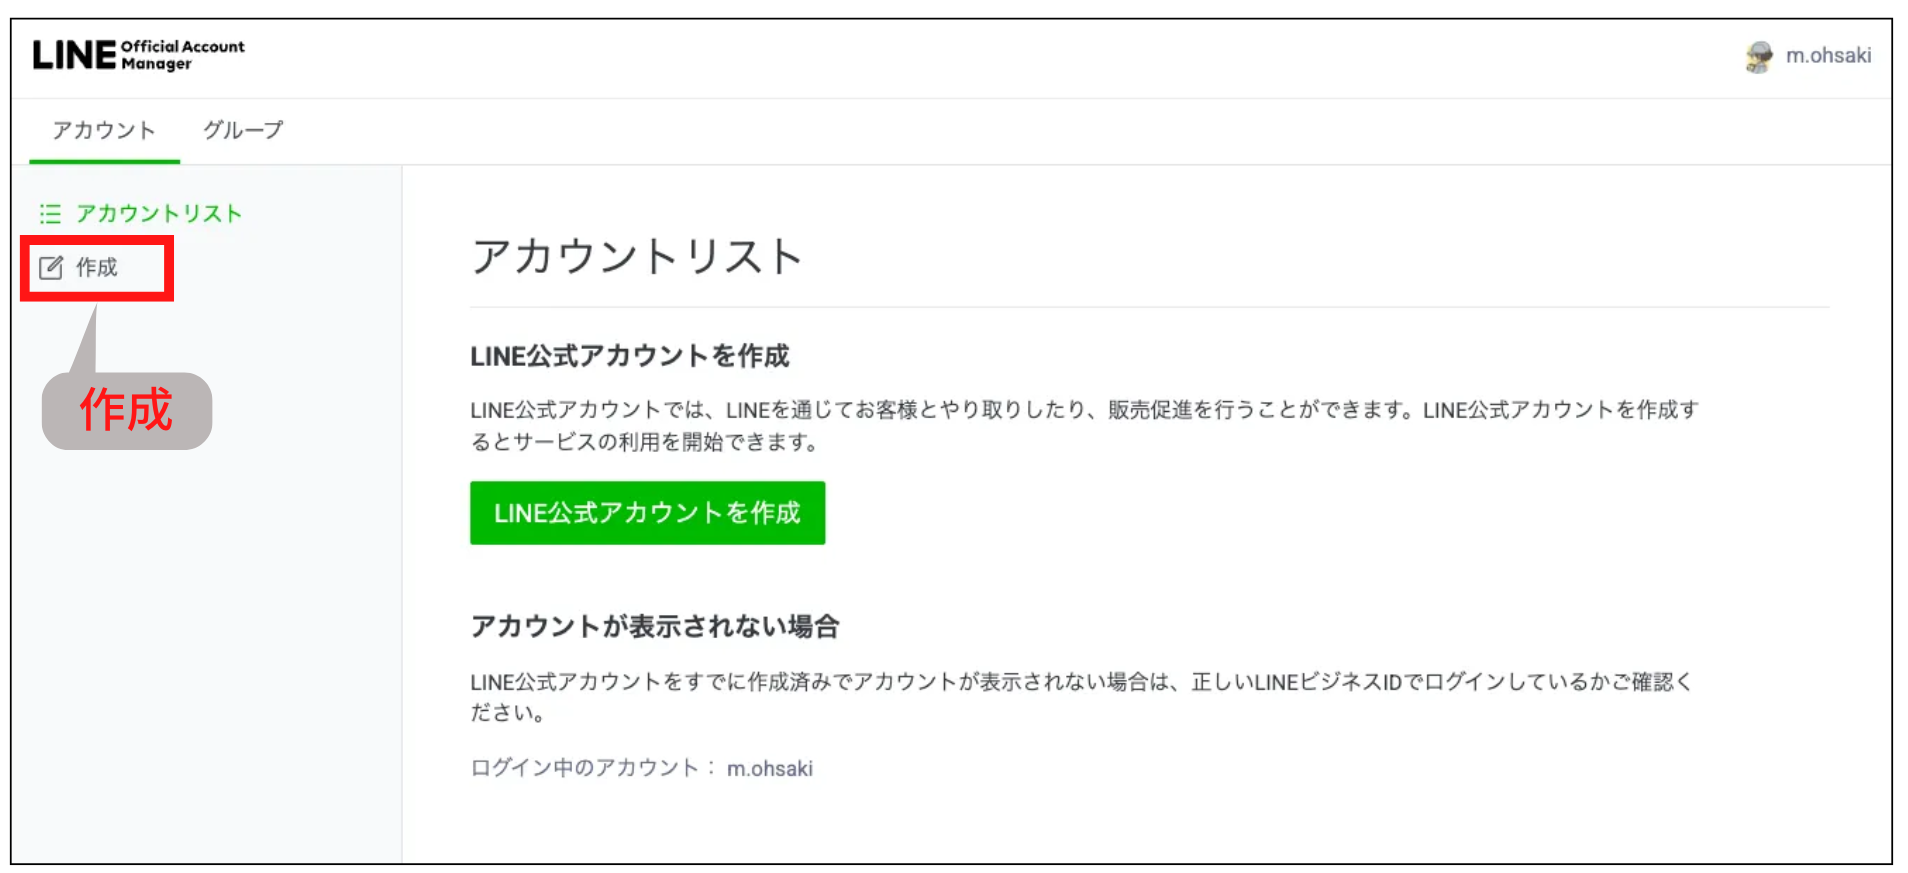 LINE Official Account Manager
m.ohsaki
アカウント グループ
アカウントリスト
作成
作成
アカウントリスト
LINE公式アカウントを作成
LINE公式アカウントでは、LINEを通じてお客様とやり取りしたり、販売促進を行うことができます。LINE公式アカウントを作成す
るとサービスの利用を開始できます。
LINE公式アカウントを作成
アカウントが表示されない場合
LINE公式アカウントをすでに作成済みでアカウントが表示されない場合は、正しいLINEビジネスIDでログインしているかご確認く
ださい。
ログイン中のアカウント： m.ohsaki